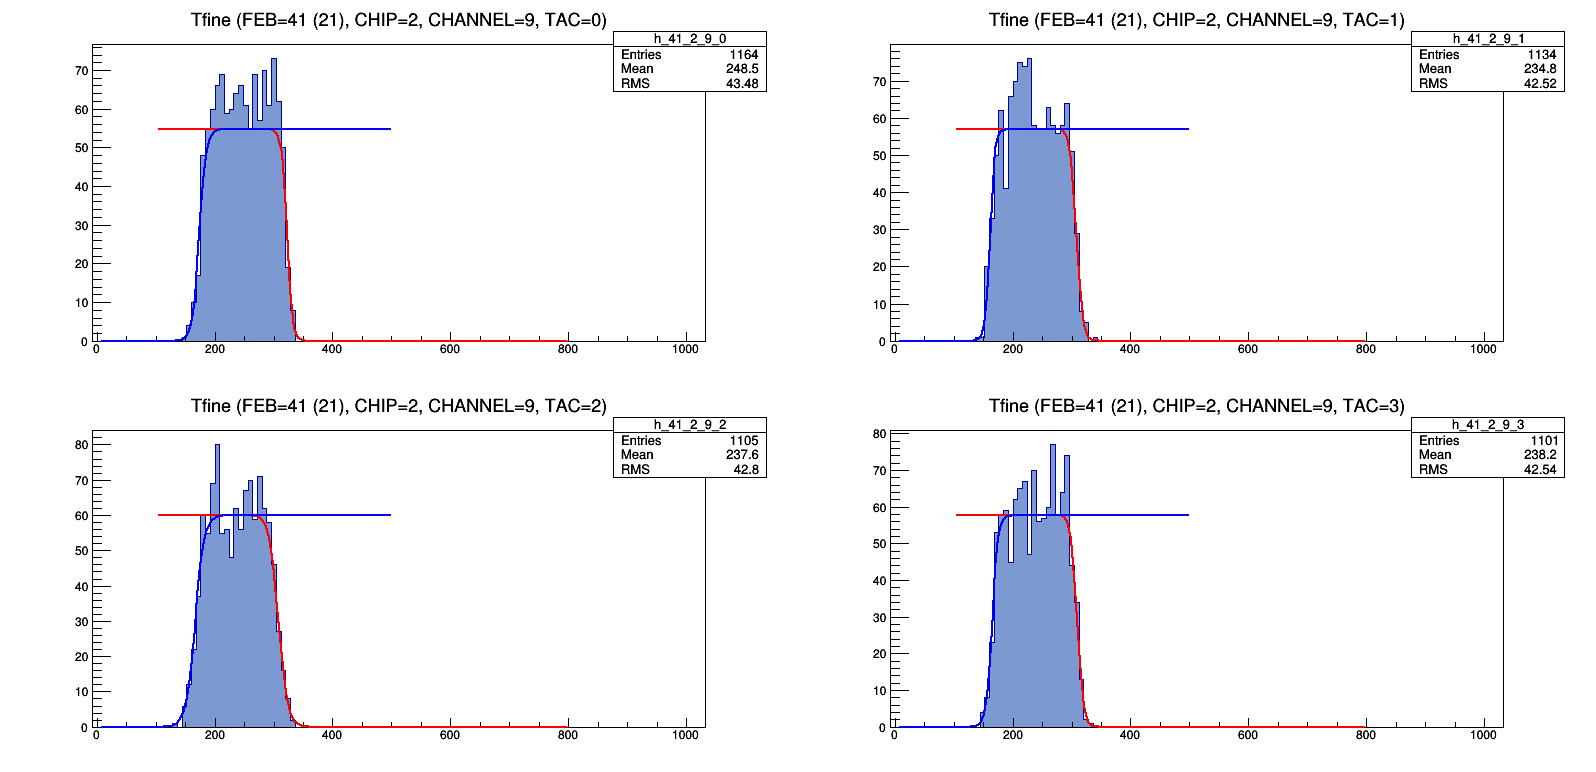 Tfine (FEB=41 (21), CHIP=2, CHANNEL=9, TAC=0)
h_41_2_9_0
Entries 1164
Mean 248.5
RMS 43.48
70
60
50
40
30
20
10
0
0 200 400 600 800 1000
Tfine (FEB=41 (21), CHIP=2, CHANNEL=9, TAC=1)
h_41_2_9_1
Entries 1134
Mean 234.8
RMS 42.52
70
60
50
40
30
20
10
0
0 200 400 600 800 1000
Tfine (FEB=41 (21), CHIP=2, CHANNEL=9, TAC=2)
h_41_2_9_2
Entries 1105
Mean 237.6
RMS 42.8
80
70
60
50
40
30
20
10
0
0 200 400 600 800 1000
Tfine (FEB=41 (21), CHIP=2, CHANNEL=9, TAC=3)
h_41_2_9_3
Entries 1101
Mean 238.2
RMS 42.54
80
70
60
50
40
30
20
10
0
0 200 400 600 800 1000